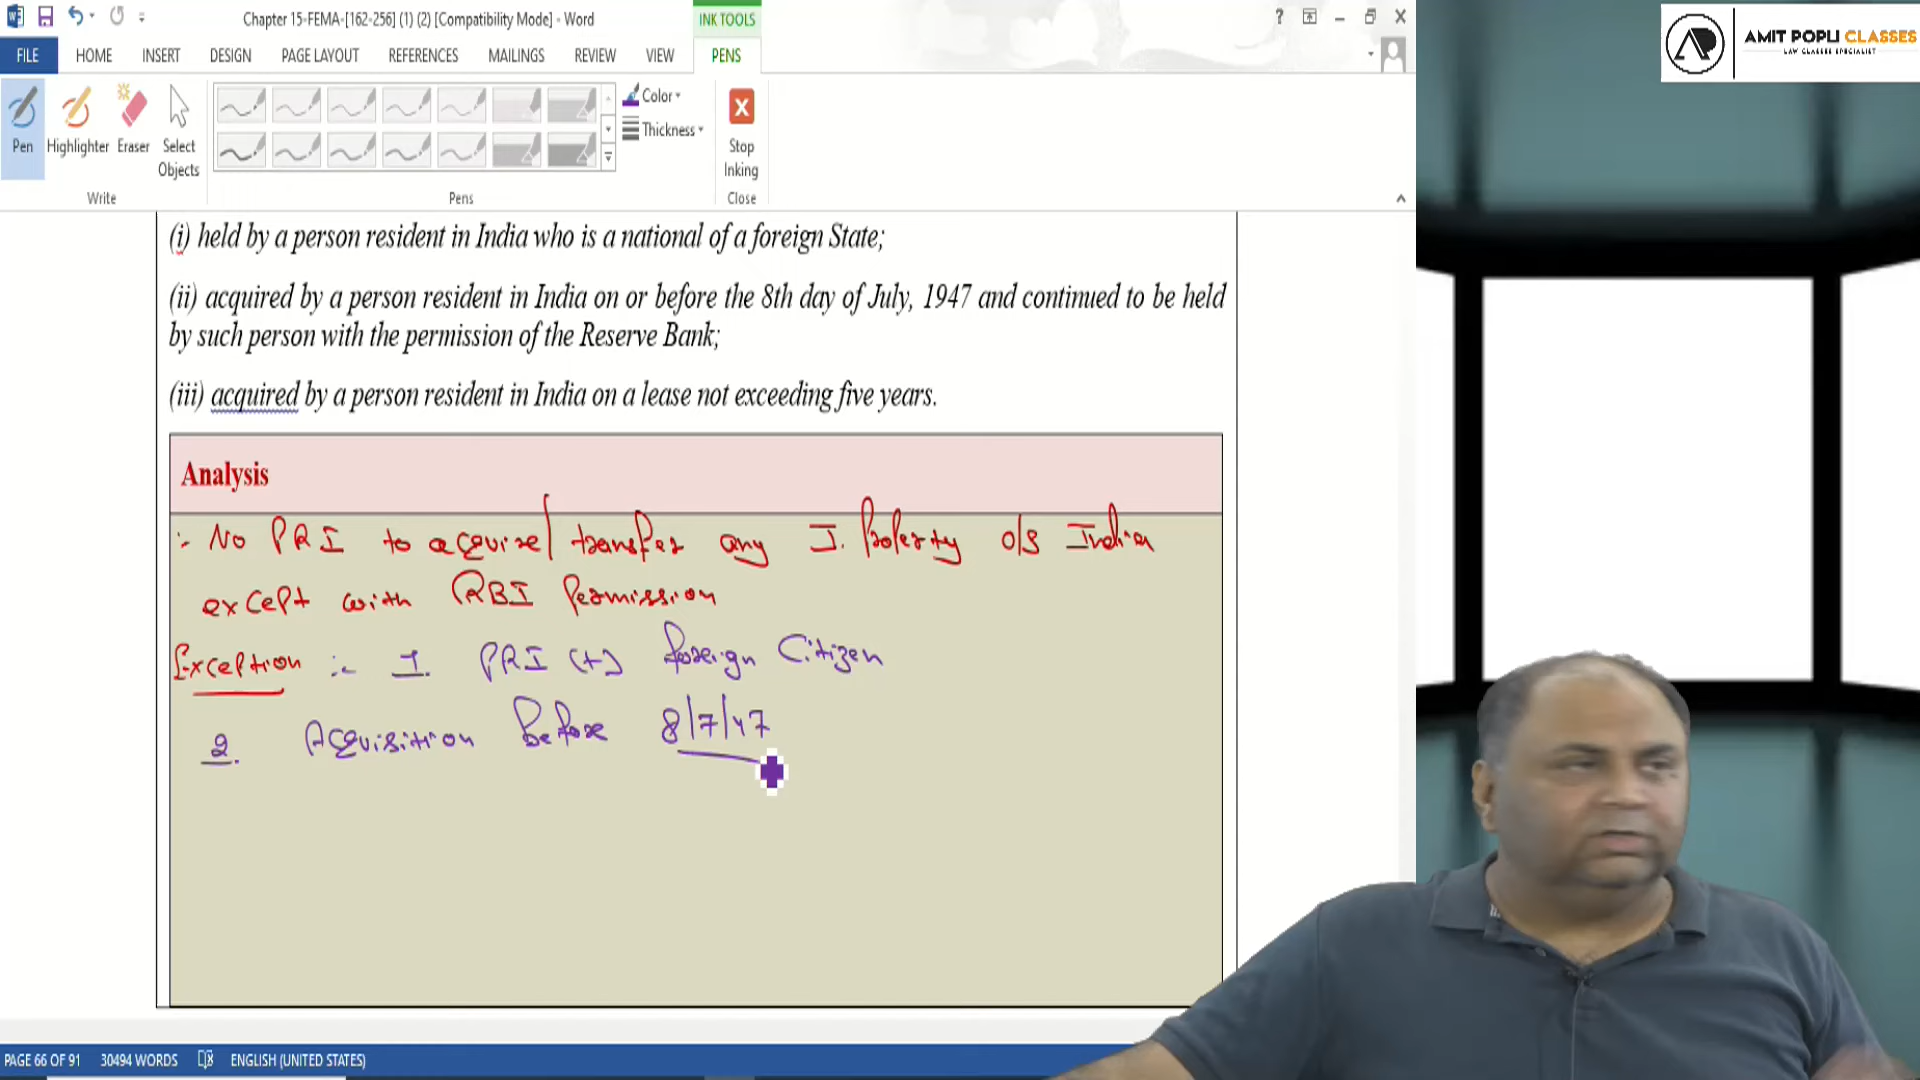 Chapter 15-FEMA-[162-256] (1) (2) [Compatibility Mode] - Word
INK TOOLS
?
FILE HOME INSERT DESIGN PAGE LAYOUT REFERENCES MAILINGS REVIEW VIEW PENS
AMIT POPLI CLASSES
LAW CLASSES SPECIALIST
Pen Highlighter Eraser Select Objects
Color
Thickness
Stop Inking
Write Pens Close
(i) held by a person resident in India who is a national of a foreign State;
(ii) acquired by a person resident in India on or before the 8th day of July, 1947 and continued to be held
by such person with the permission of the Reserve Bank;
(iii) acquired by a person resident in India on a lease not exceeding five years.
Analysis
:- No PRI to acquire/ transfer any I. Property o/s India
except with RBI Permission
Exception :- 1. PRI (+) foreign Citizen
2. Acquisition Before 8/7/47
PAGE 66 OF 91 30494 WORDS ENGLISH (UNITED STATES)